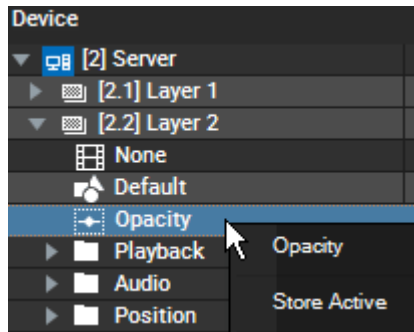 Device
[2] Server
[2.1] Layer 1
[2.2] Layer 2
None
Default
Opacity
Playback
Opacity
Audio
Store Active
Position